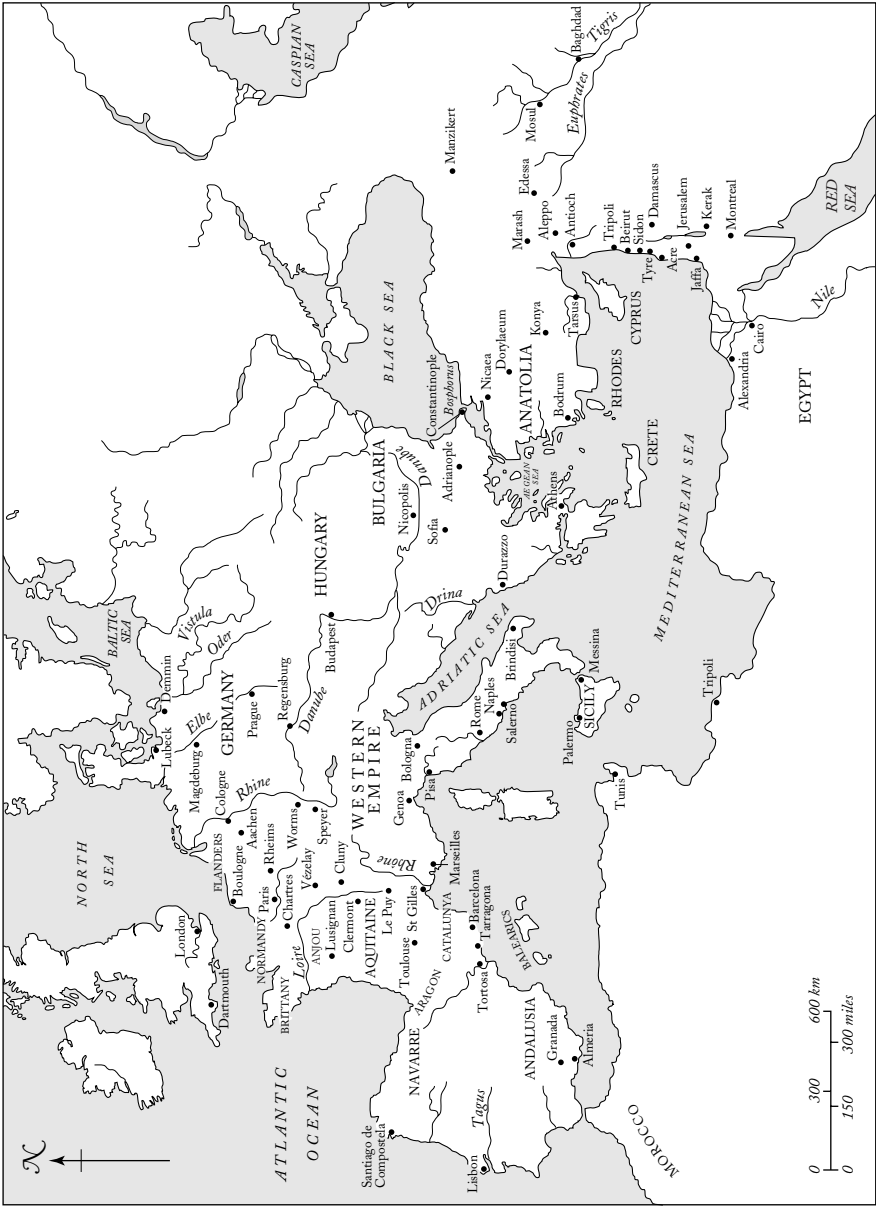 N
ATLANTIC
OCEAN
NORTH
SEA
BALTIC
SEA
CASPIAN
SEA
London
Dartmouth
Lubeck
Demmin
Vistula
Oder
Elbe
Magdeburg
GERMANY
Prague
Cologne
Rhine
FLANDERS
Boulogne
Aachen
Rheims
Paris
NORMANDY
Chartres
BRITTANY
Loire
ANJOU
Lusignan
Vézelay
Worms
Speyer
Cluny
Clermont
AQUITAINE
Le Puy
Regensburg
Danube
Budapest
HUNGARY
WESTERN
EMPIRE
Rhône
St Gilles
Toulouse
Marseilles
Genoa
Pisa
Bologna
Rome
Naples
Salerno
Brindisi
ADRIATIC SEA
Drina
Durazzo
BULGARIA
Nicopolis
Danube
Sofia
Adrianople
Constantinople
Bosphorus
BLACK SEA
Manzikert
Nicaea
Dorylaeum
ANATOLIA
Konya
Bodrum
Tarsus
AEGEAN
SEA
Athens
Marash
Edessa
Aleppo
Antioch
Mosul
Euphrates
Baghdad
Tigris
Santiago de
Compostela
NAVARRE
ARAGON
CATALUNYA
Barcelona
Tarragona
Tortosa
BALEARICS
Lisbon
Tagus
ANDALUSIA
Granada
Almeria
MOROCCO
Palermo
SICILY
Messina
Tunis
Tripoli
MEDITERRANEAN SEA
CRETE
RHODES
CYPRUS
Tripoli
Beirut
Sidon
Damascus
Tyre
Acre
Jerusalem
Jaffa
Kerak
Montreal
RED
SEA
Alexandria
Cairo
Nile
EGYPT
0 300 600 km
0 150 300 miles